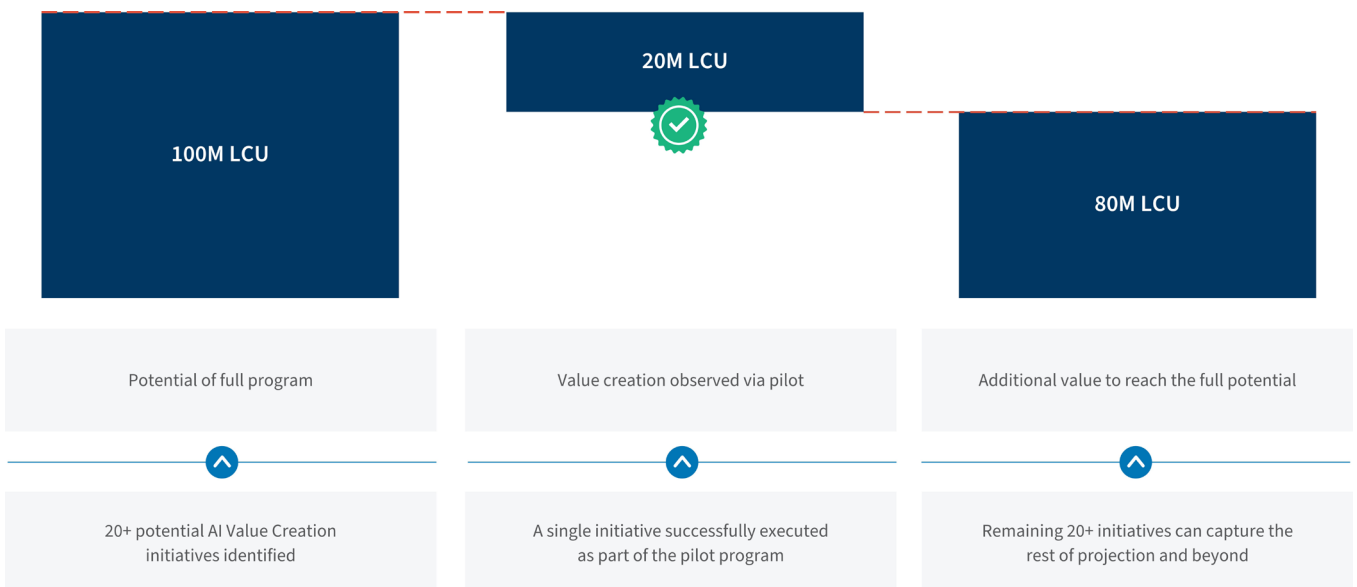 100M LCU
20M LCU
80M LCU
Potential of full program
Value creation observed via pilot
Additional value to reach the full potential
20+ potential AI Value Creation
initiatives identified
A single initiative successfully executed
as part of the pilot program
Remaining 20+ initiatives can capture the
rest of projection and beyond